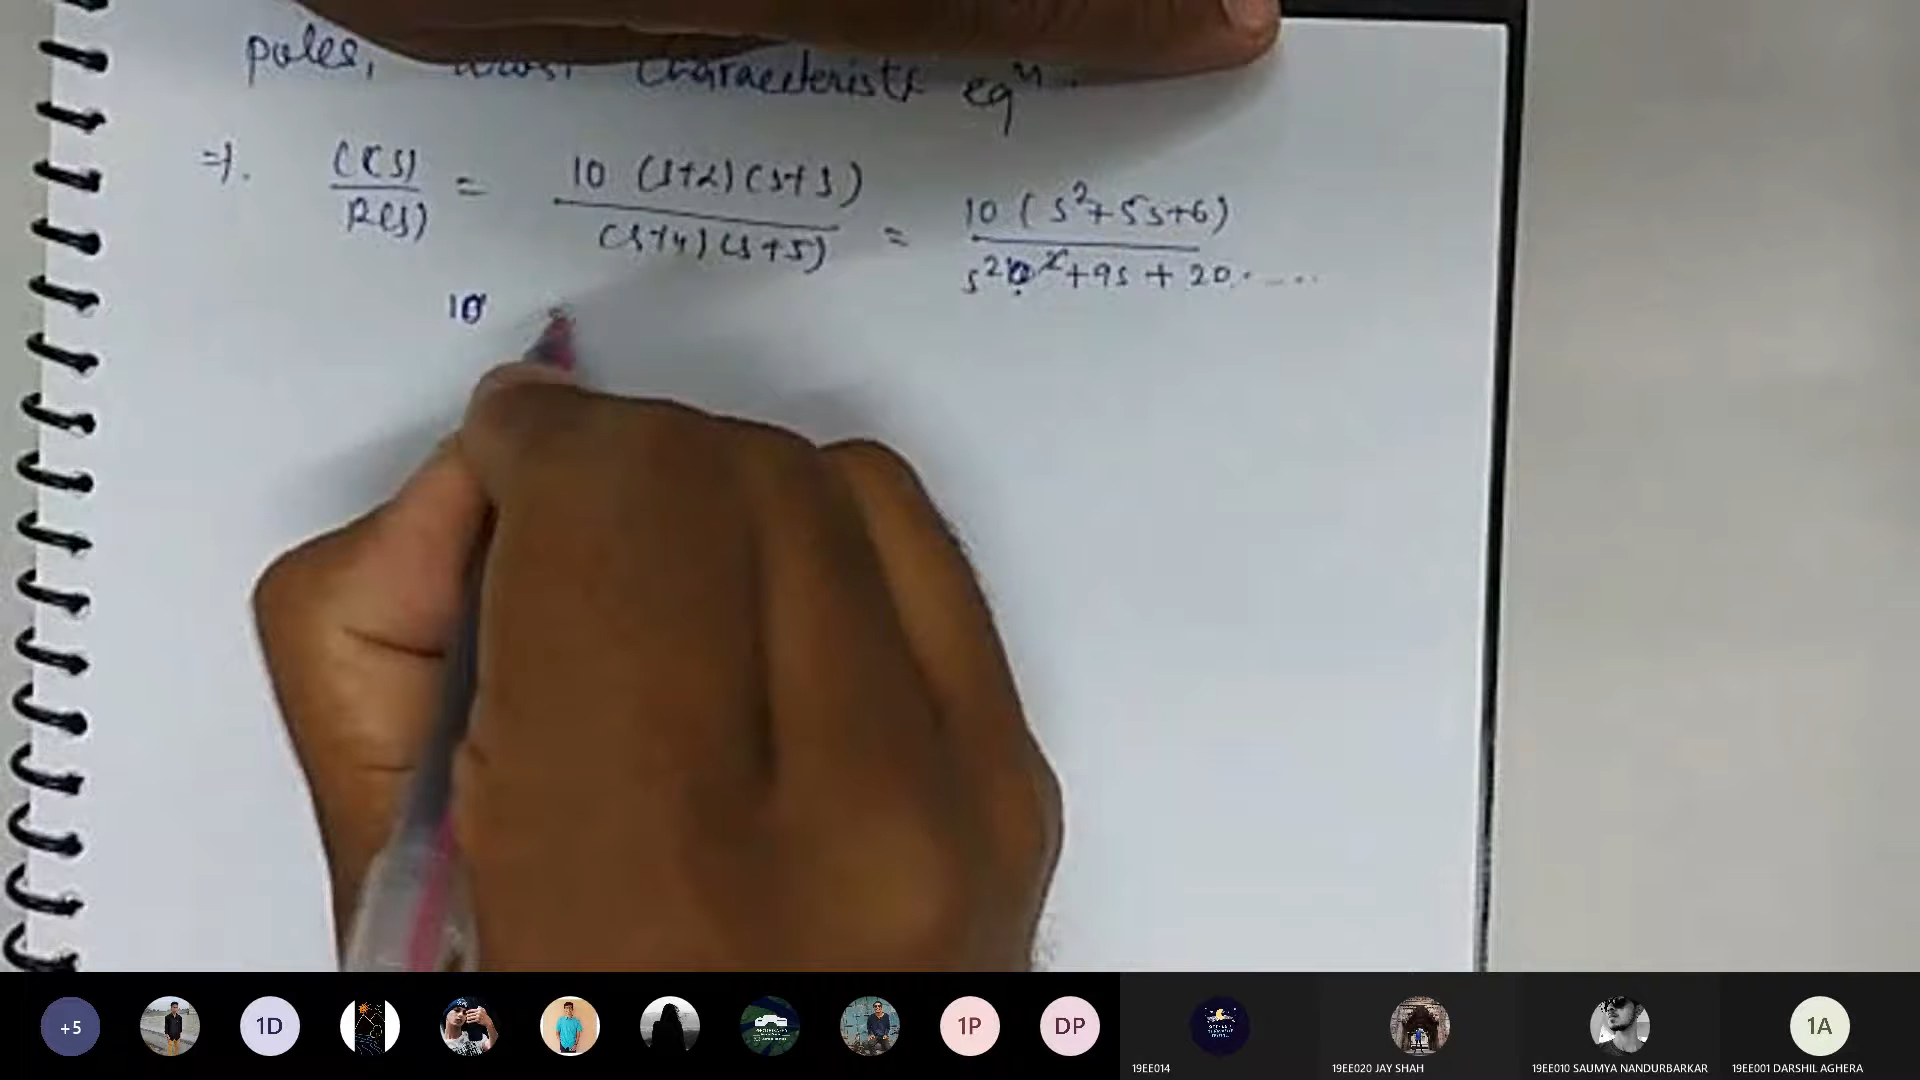 poles, Characteristic eqⁿ.
⇒. C(s)/R(s) = 10 (s+2)(s+3) / (s+4)(s+5) = 10 (s²+5s+6) / s² +9s + 20. ....
10
+5
1D
1P
DP
1A
19EE014
19EE020 JAY SHAH
19EE010 SAUMYA NANDURBARKAR
19EE001 DARSHIL AGHERA